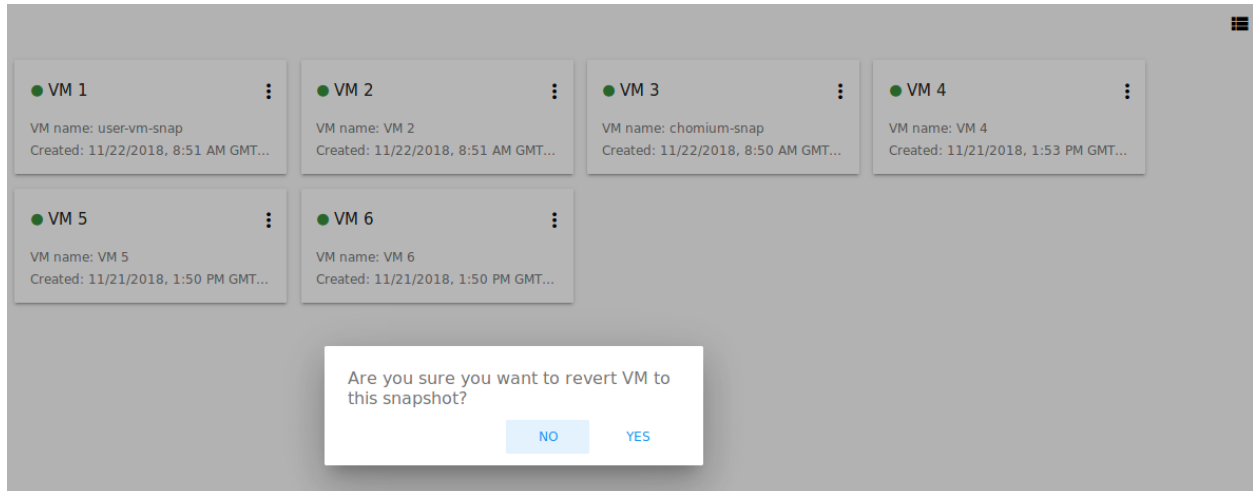 VM 1
VM name: user-vm-snap
Created: 11/22/2018, 8:51 AM GMT...
VM 2
VM name: VM 2
Created: 11/22/2018, 8:51 AM GMT...
VM 3
VM name: chomium-snap
Created: 11/22/2018, 8:50 AM GMT...
VM 4
VM name: VM 4
Created: 11/21/2018, 1:53 PM GMT...
VM 5
VM name: VM 5
Created: 11/21/2018, 1:50 PM GMT...
VM 6
VM name: VM 6
Created: 11/21/2018, 1:50 PM GMT...
Are you sure you want to revert VM to
this snapshot?
NO
YES